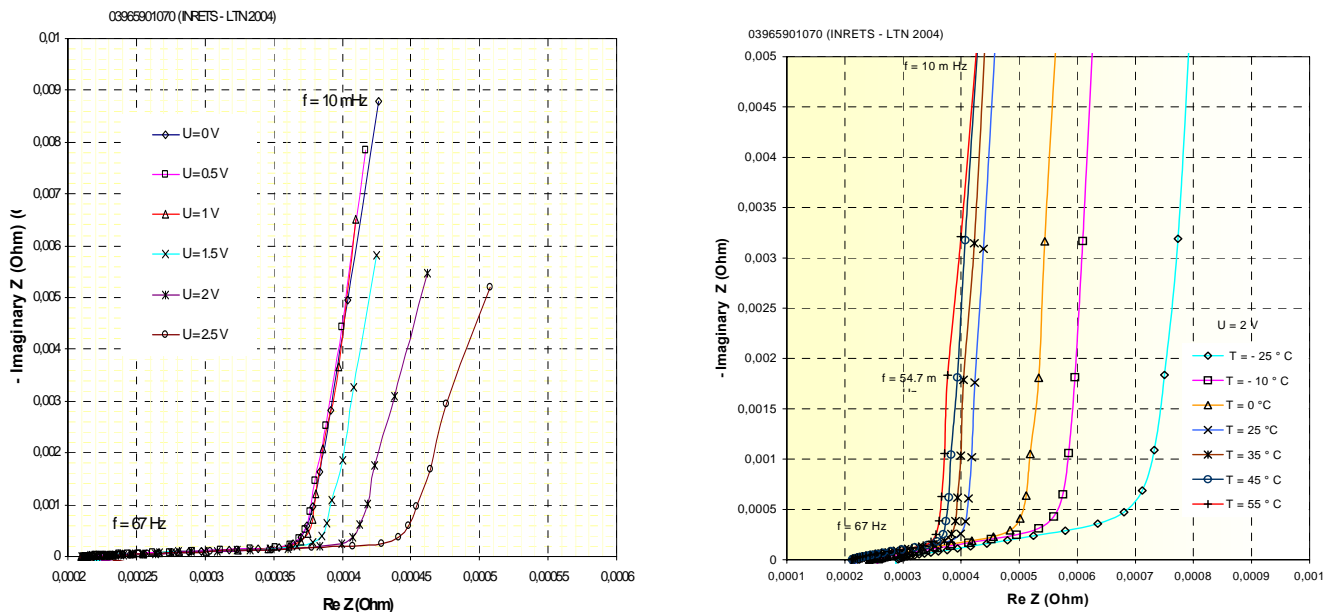 03965901070 (INRETS - LTN 2004)
0,01
0,009
0,008
0,007
0,006
0,005
0,004
0,003
0,002
0,001
0
- Imaginary Z (Ohm) (
f = 10 mHz
U= 0 V
U= 0.5 V
U= 1 V
U= 1.5 V
U= 2 V
U= 2.5 V
f = 67 Hz
0,0002
0,00025
0,0003
0,00035
0,0004
0,00045
0,0005
0,00055
0,0006
Re Z (Ohm)
03965901070 (INRETS - LTN 2004)
0,005
0,0045
0,004
0,0035
0,003
0,0025
0,002
0,0015
0,001
0,0005
0
- Imaginary Z (Ohm)
f = 10 m Hz
f = 54.7 m
f = 67 Hz
U = 2 V
T = - 25 ° C
T = - 10 ° C
T = 0 °C
T = 25 °C
T = 35 ° C
T = 45 ° C
T = 55 ° C
0,0001
0,0002
0,0003
0,0004
0,0005
0,0006
0,0007
0,0008
0,0009
0,001
Re Z (Ohm)